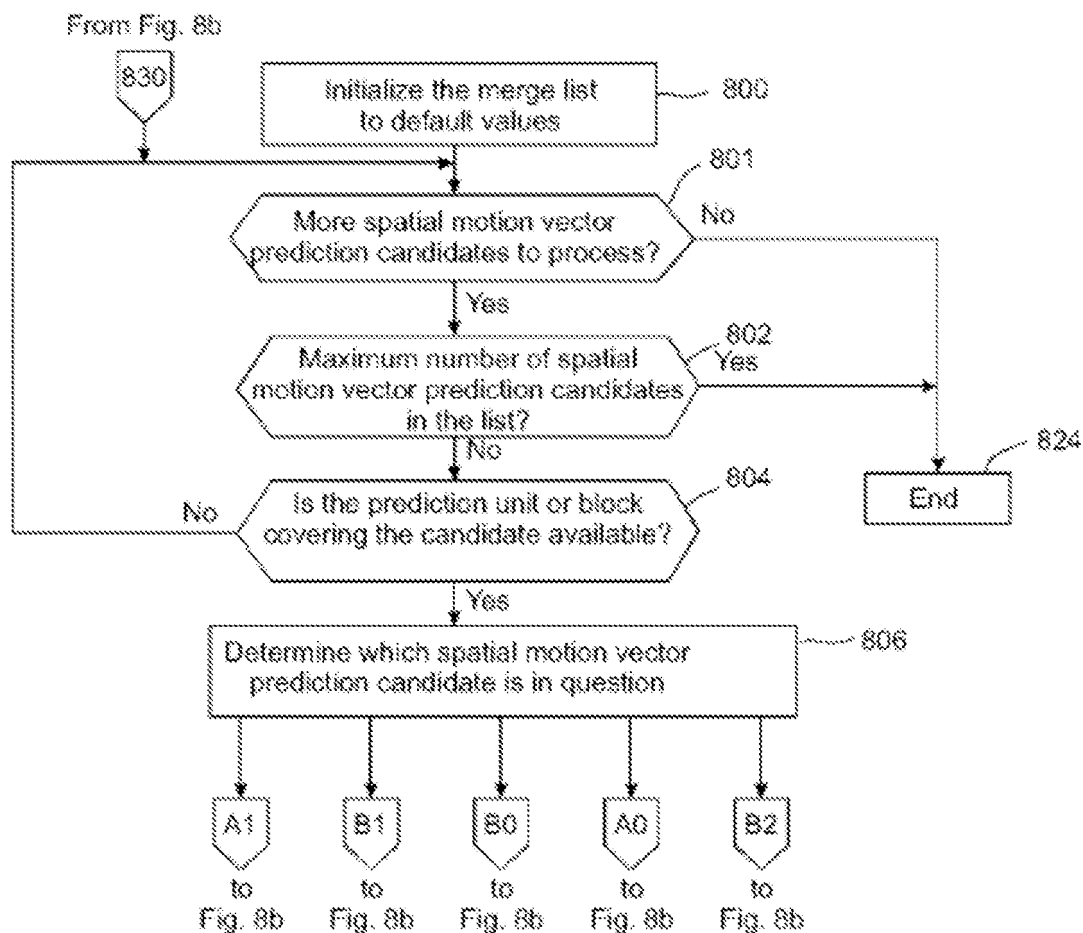 From Fig. 8b
830
Initialize the merge list
to default values
800
801
More spatial motion vector
prediction candidates to process?
No
Yes
802
Maximum number of spatial
motion vector prediction candidates
in the list?
Yes
No
824
End
804
Is the prediction unit or block
covering the candidate available?
No
Yes
806
Determine which spatial motion vector
prediction candidate is in question
A1
B1
B0
A0
B2
to
Fig. 8b
to
Fig. 8b
to
Fig. 8b
to
Fig. 8b
to
Fig. 8b